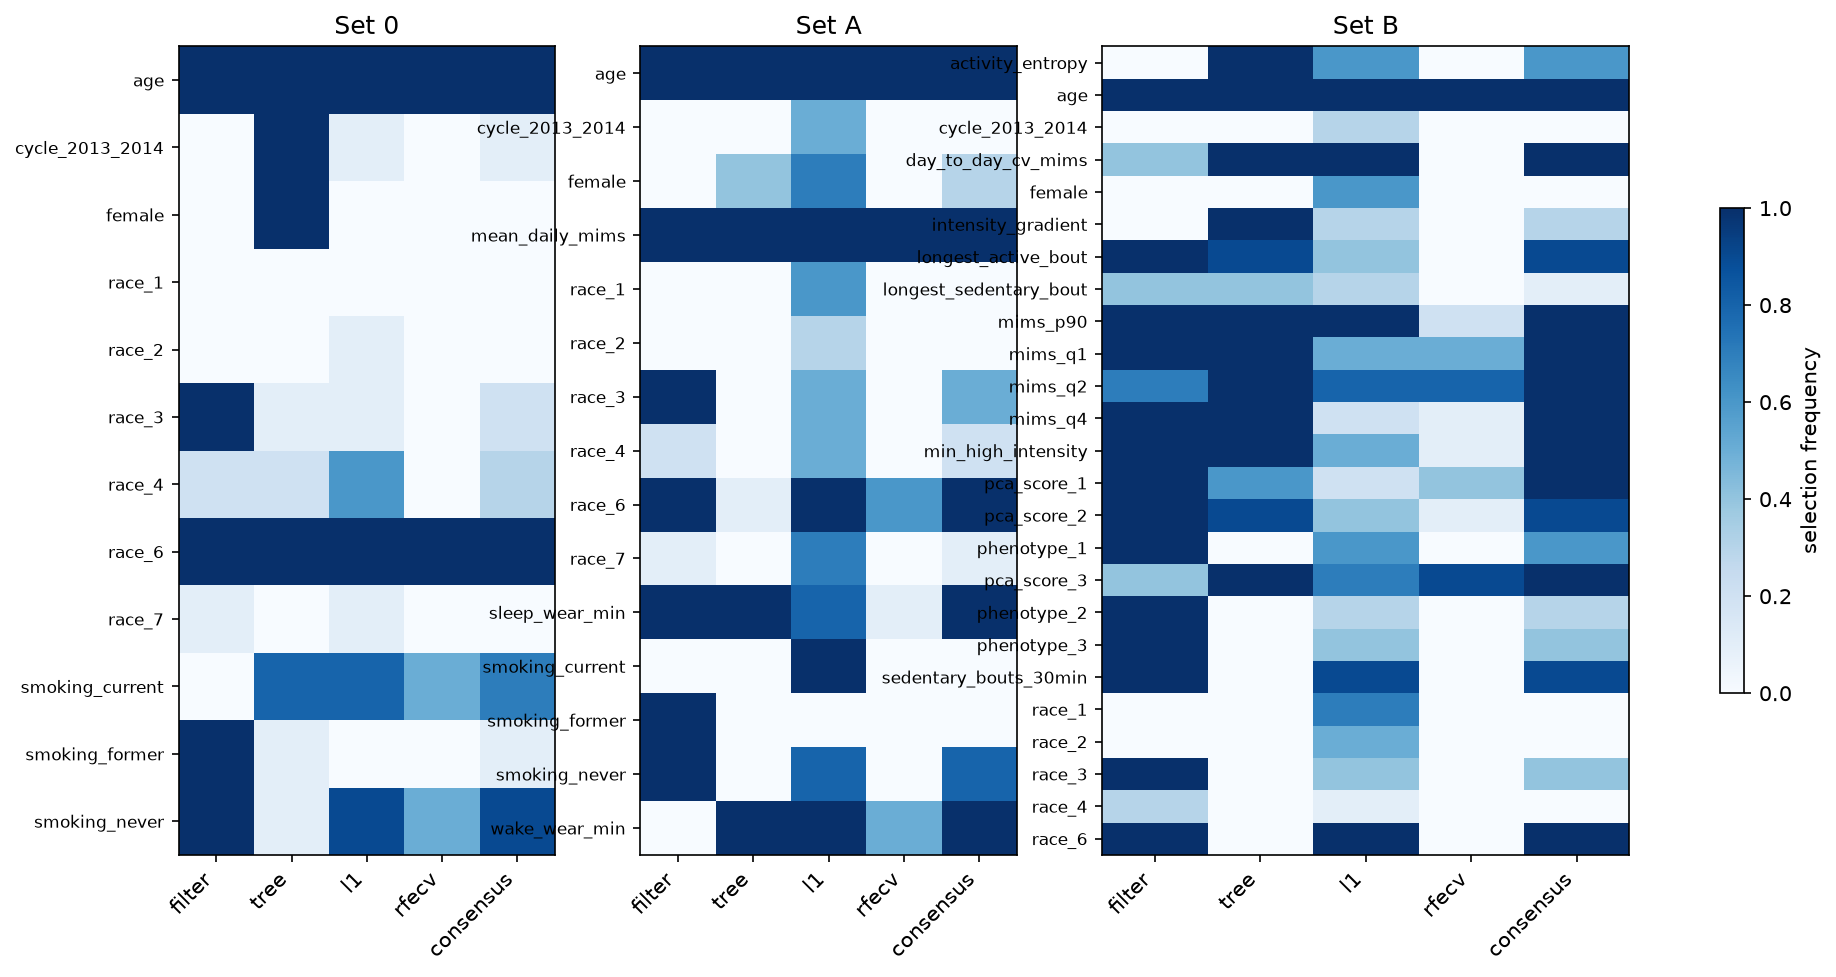 Set 0
age
cycle_2013_2014
female
race_1
race_2
race_3
race_4
race_6
race_7
smoking_current
smoking_former
smoking_never
filter
tree
l1
rfecv
consensus
Set A
age
cycle_2013_2014
female
mean_daily_mims
race_1
race_2
race_3
race_4
race_6
race_7
sleep_wear_min
smoking_current
smoking_former
smoking_never
wake_wear_min
filter
tree
l1
rfecv
consensus
Set B
activity_entropy
age
cycle_2013_2014
day_to_day_cv_mims
female
intensity_gradient
longest_active_bout
longest_sedentary_bout
mims_p90
mims_q1
mims_q2
mims_q4
min_high_intensity
pca_score_1
pca_score_2
phenotype_1
pca_score_3
phenotype_2
phenotype_3
sedentary_bouts_30min
race_1
race_2
race_3
race_4
race_6
filter
tree
l1
rfecv
consensus
1.0
0.8
0.6
0.4
0.2
0.0
selection frequency